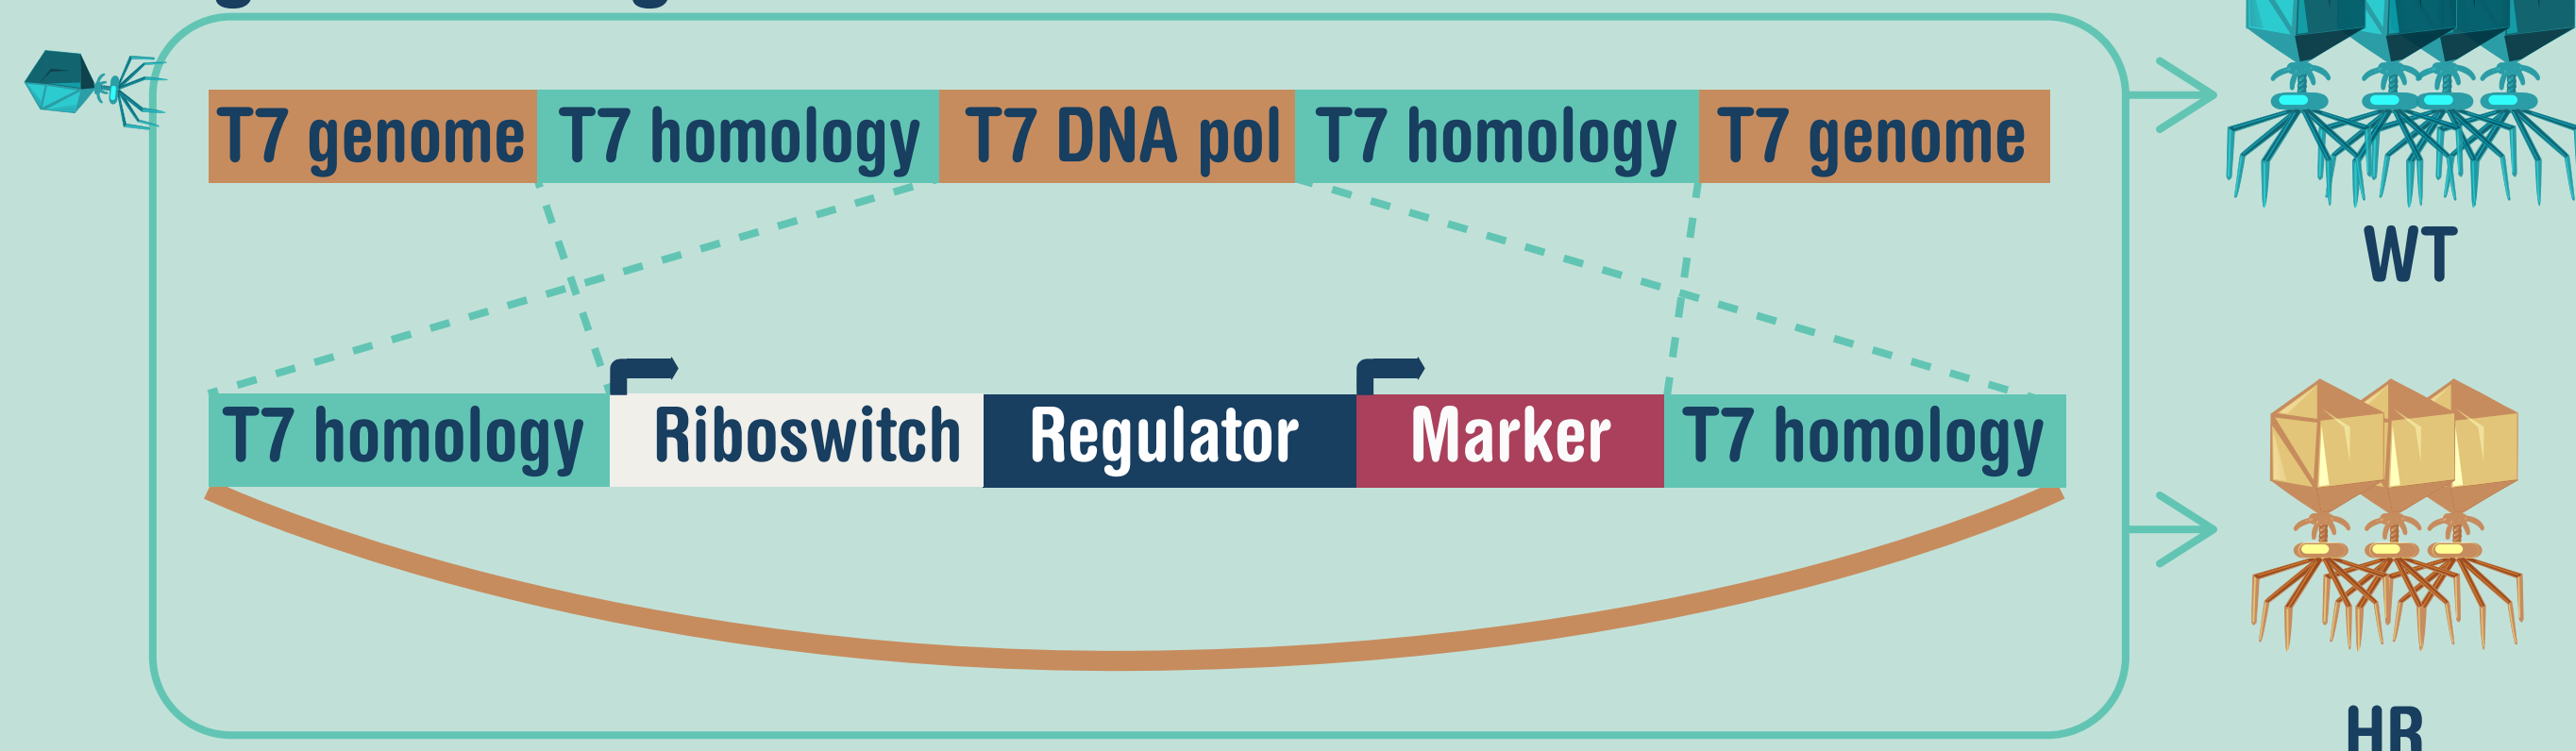 T7 genome T7 homology T7 DNA pol T7 homology T7 genome
WT
T7 homology Riboswitch Regulator Marker T7 homology
HR